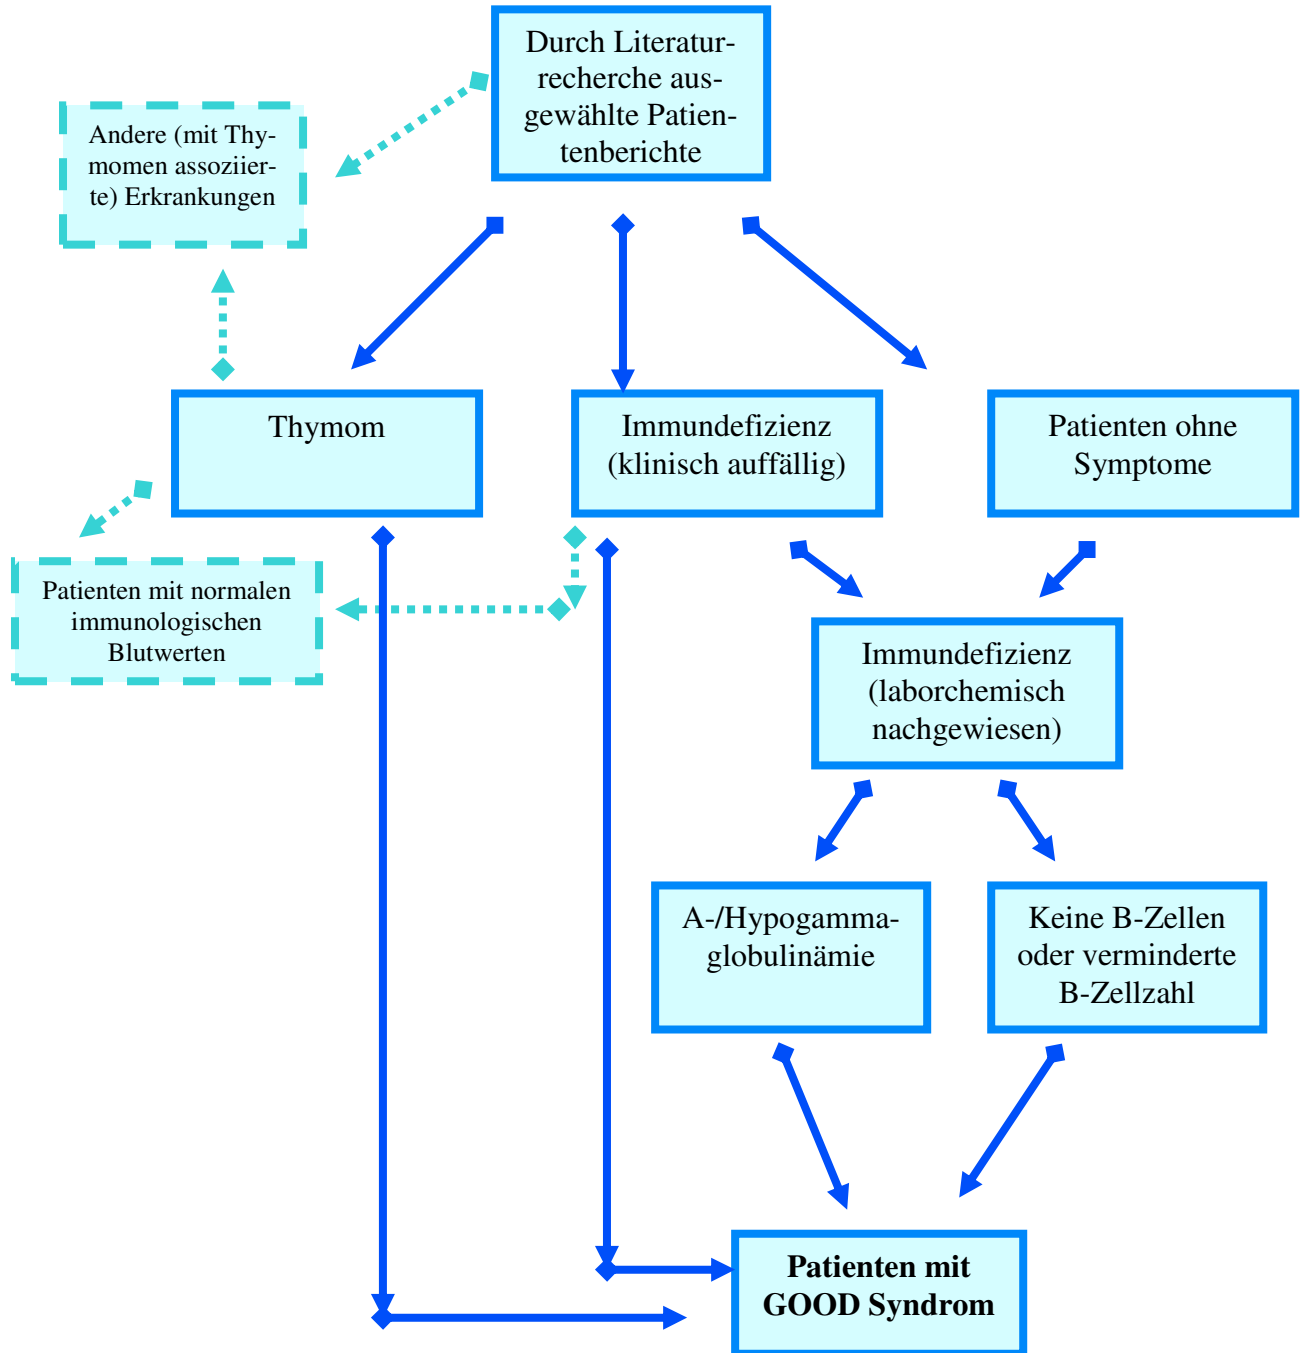 Durch Literatur-
recherche aus-
gewählte Patien-
tenberichte
Andere (mit Thy-
momen assoziier-
te) Erkrankungen
Thymom
Immundefizienz
(klinisch auffällig)
Patienten ohne
Symptome
Patienten mit normalen
immunologischen
Blutwerten
Immundefizienz
(laborchemisch
nachgewiesen)
A-/Hypogamma-
globulinämie
Keine B-Zellen
oder verminderte
B-Zellzahl
Patienten mit
GOOD Syndrom